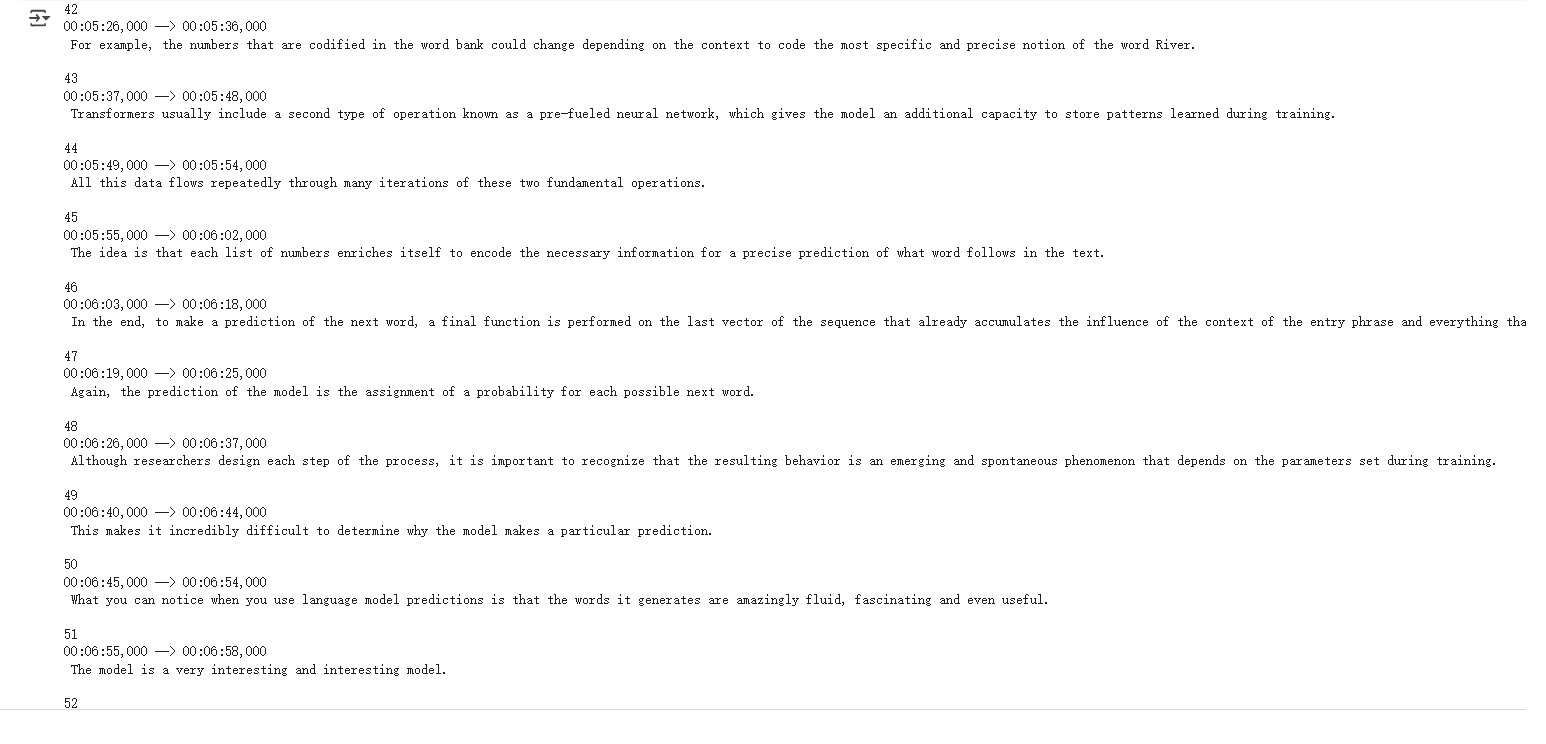 42
00:05:26,000 —> 00:05:36,000
For example, the numbers that are codified in the word bank could change depending on the context to code the most specific and precise notion of the word River.
43
00:05:37,000 —> 00:05:48,000
Transformers usually include a second type of operation known as a pre-fueled neural network, which gives the model an additional capacity to store patterns learned during training.
44
00:05:49,000 —> 00:05:54,000
All this data flows repeatedly through many iterations of these two fundamental operations.
45
00:05:55,000 —> 00:06:02,000
The idea is that each list of numbers enriches itself to encode the necessary information for a precise prediction of what word follows in the text.
46
00:06:03,000 —> 00:06:18,000
In the end, to make a prediction of the next word, a final function is performed on the last vector of the sequence that already accumulates the influence of the context of the entry phrase and everything tha
47
00:06:19,000 —> 00:06:25,000
Again, the prediction of the model is the assignment of a probability for each possible next word.
48
00:06:26,000 —> 00:06:37,000
Although researchers design each step of the process, it is important to recognize that the resulting behavior is an emerging and spontaneous phenomenon that depends on the parameters set during training.
49
00:06:40,000 —> 00:06:44,000
This makes it incredibly difficult to determine why the model makes a particular prediction.
50
00:06:45,000 —> 00:06:54,000
What you can notice when you use language model predictions is that the words it generates are amazingly fluid, fascinating and even useful.
51
00:06:55,000 —> 00:06:58,000
The model is a very interesting and interesting model.
52